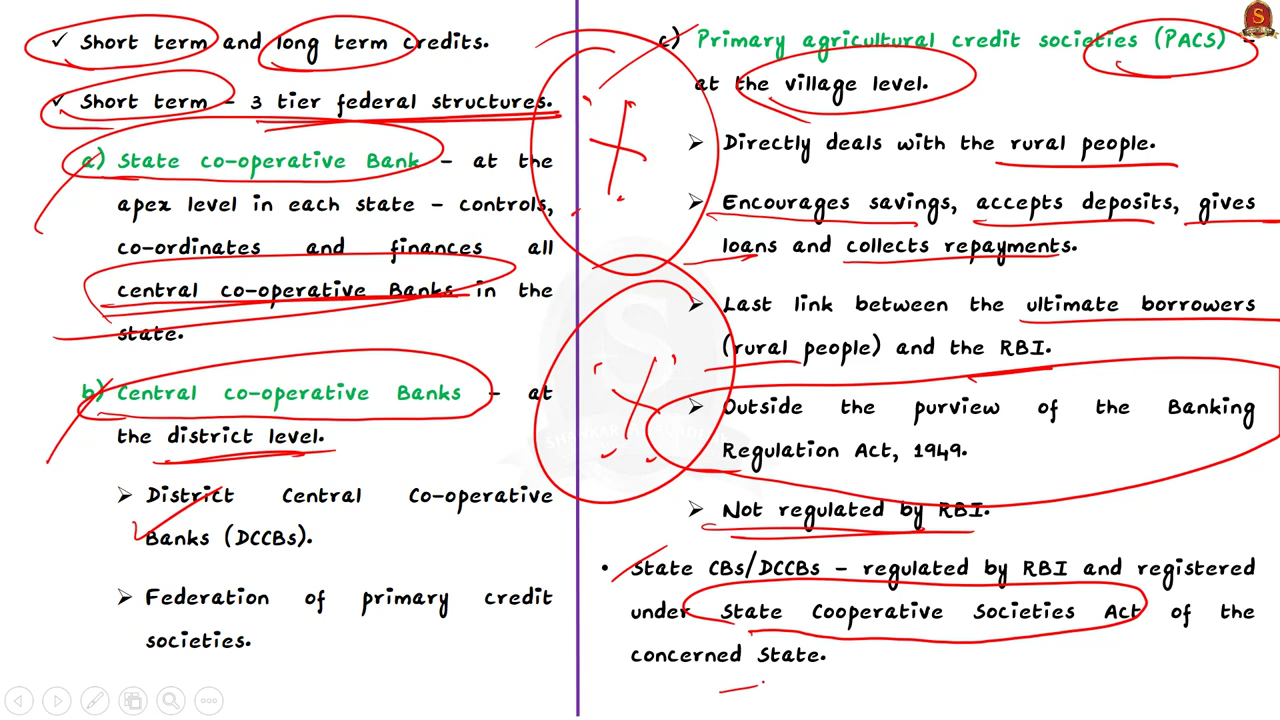 ✓ Short term and long term credits.
✓ Short term - 3 tier federal structures.
a) State co-operative Bank - at the
apex level in each state - controls,
co-ordinates and finances all
central co-operative Banks in the
state.
b) Central co-operative Banks - at
the district level.
➢ District Central Co-operative
Banks (DCCBs).
➢ Federation of primary credit
societies.
c) Primary agricultural credit societies (PACS) -
at the village level.
➢ Directly deals with the rural people.
➢ Encourages savings, accepts deposits, gives
loans and collects repayments.
➢ Last link between the ultimate borrowers
(rural people) and the RBI.
➢ Outside the purview of the Banking
Regulation Act, 1949.
➢ Not regulated by RBI.
• State CBs/DCCBs - regulated by RBI and registered
under State Cooperative Societies Act of the
concerned State.